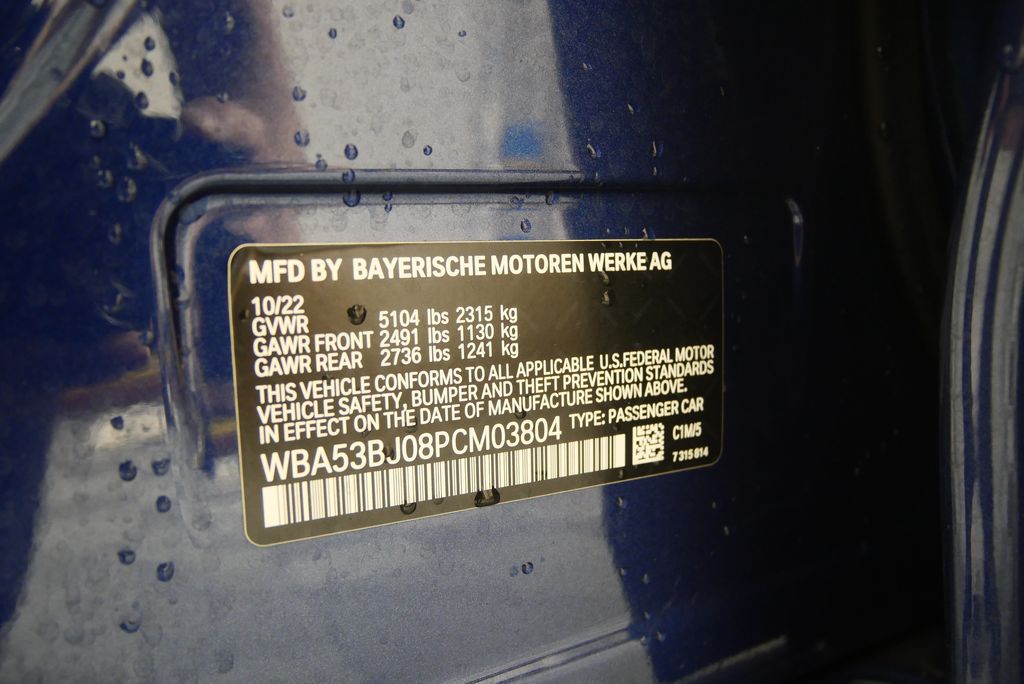 MFD BY BAYERISCHE MOTOREN WERKE AG
10/22
GVWR 5104 lbs 2315 kg
GAWR FRONT 2491 lbs 1130 kg
GAWR REAR 2736 lbs 1241 kg
THIS VEHICLE CONFORMS TO ALL APPLICABLE U.S.FEDERAL MOTOR
VEHICLE SAFETY, BUMPER AND THEFT PREVENTION STANDARDS
IN EFFECT ON THE DATE OF MANUFACTURE SHOWN ABOVE.
WBA53BJ08PCM03804 TYPE: PASSENGER CAR
C1M/5
7315814